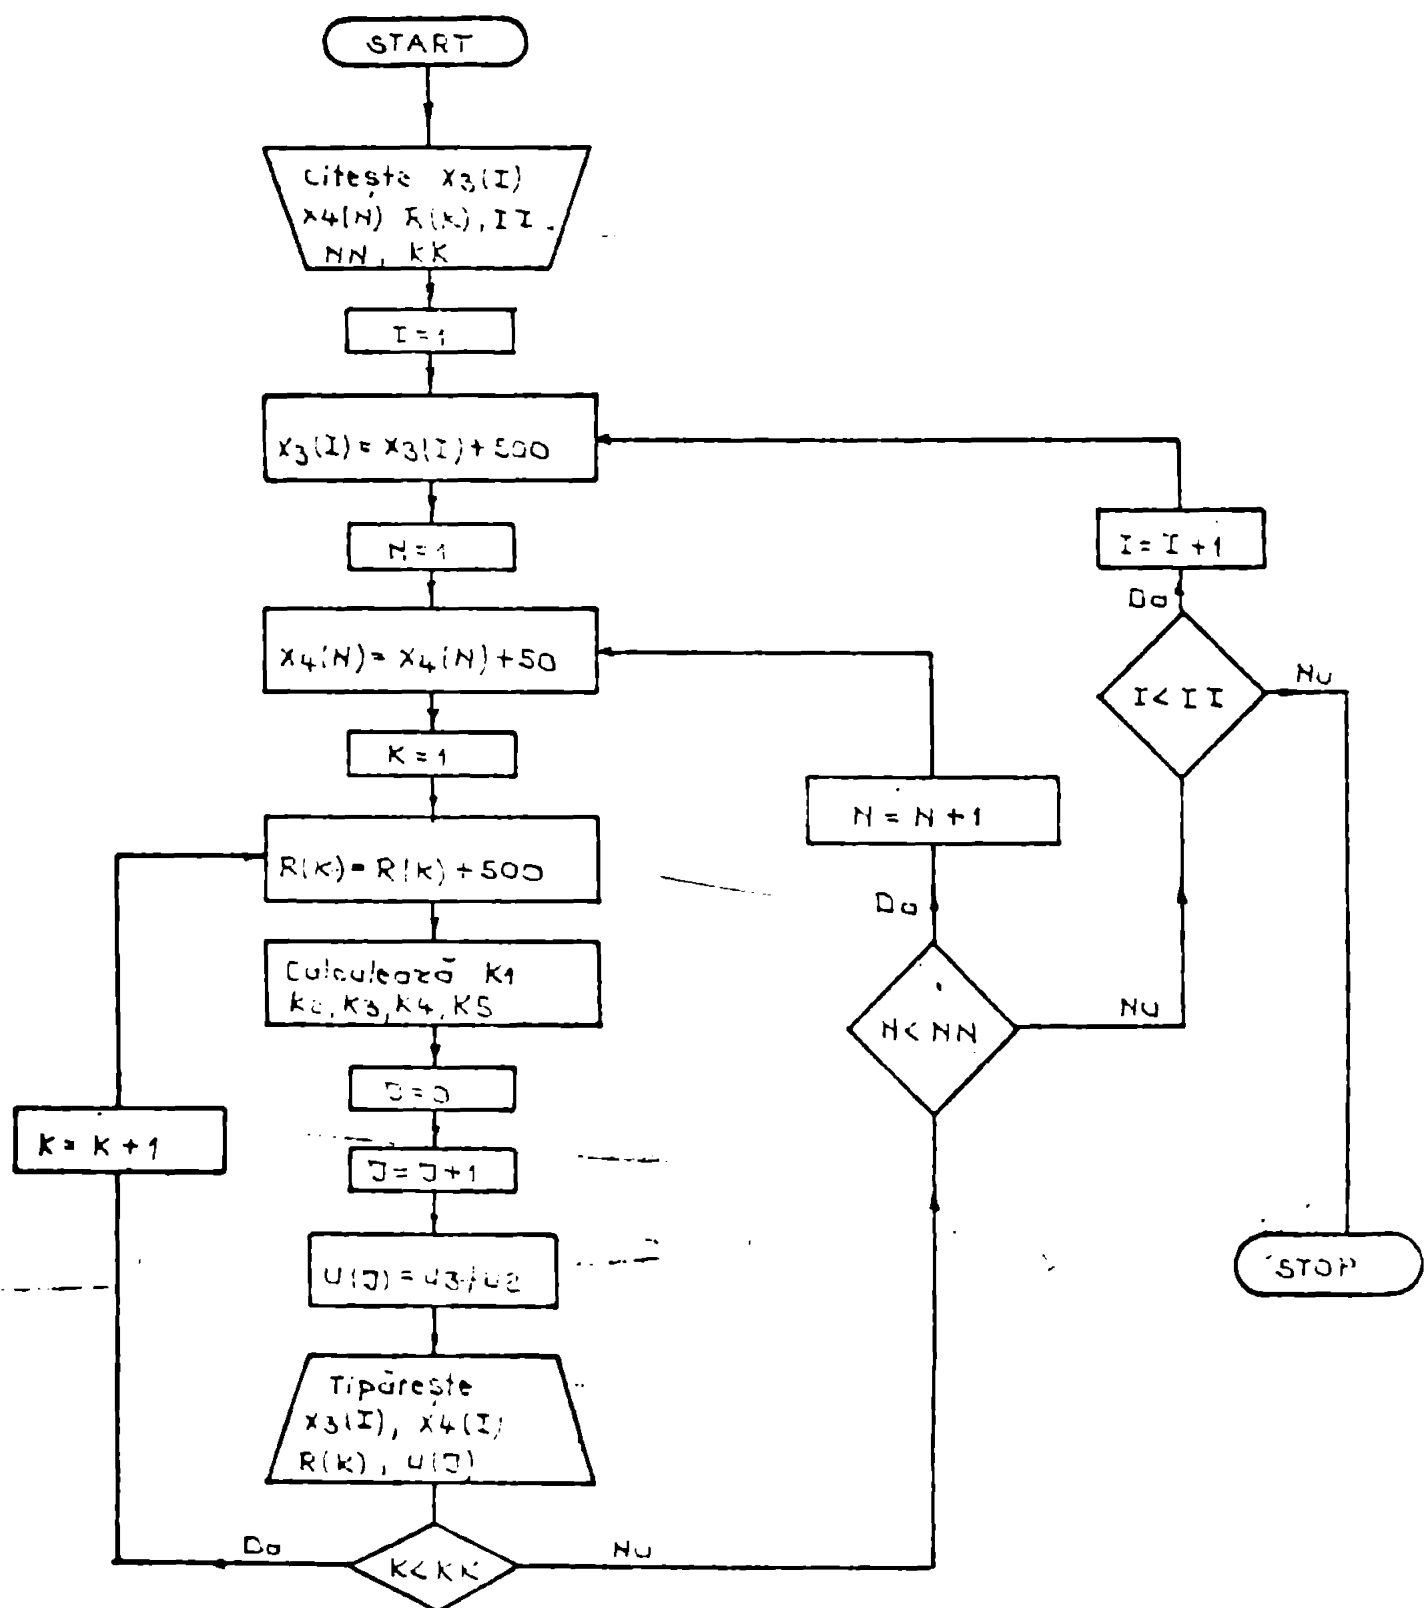 START
Citește X3(I)
X4(N) R(K), II
NN, KK
I=1
X3(I) = X3(I) + 500
N=1
X4(N) = X4(N) + 50
K = 1
R(K) = R(K) + 500
Calculează K1
K2, K3, K4, K5
J=J+1
U(J) = U3/U2
Tipărește
X3(I), X4(I)
R(K), U(J)
K<KK
Da
Nu
K = K + 1
N<NN
Da
Nu
N = N + 1
I<II
Da
Nu
I = I + 1
STOP